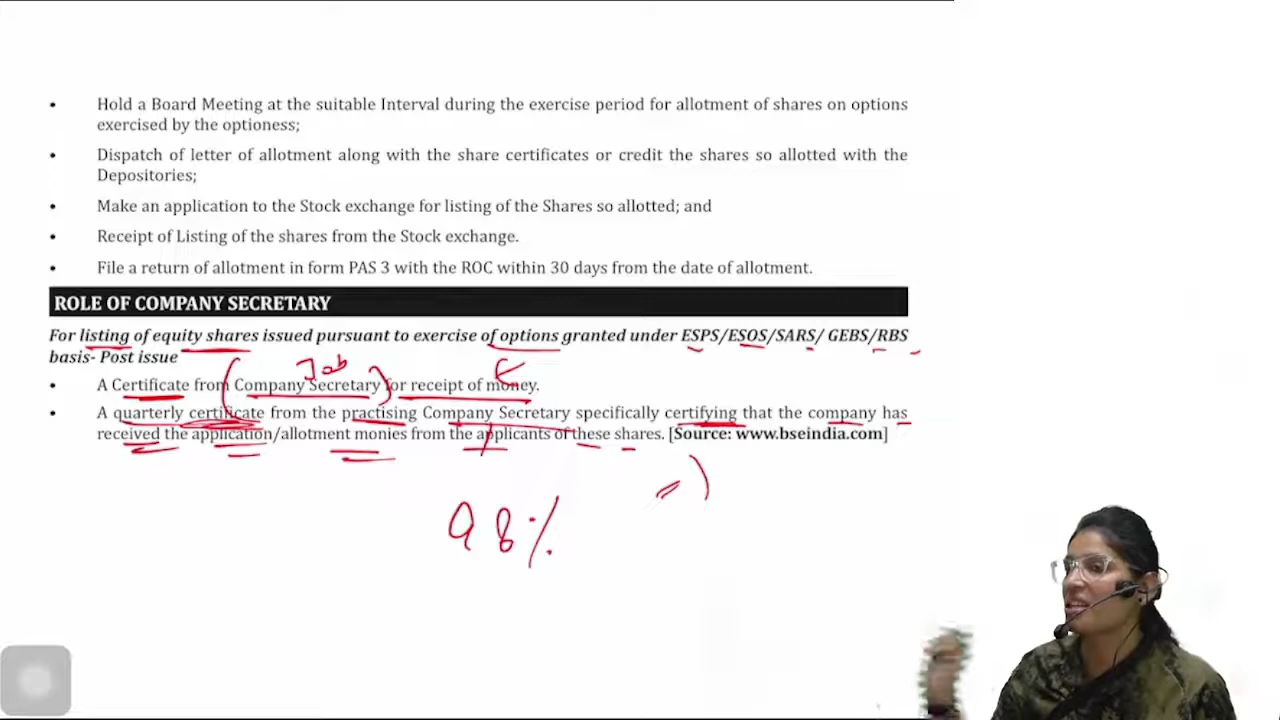 • Hold a Board Meeting at the suitable Interval during the exercise period for allotment of shares on options
exercised by the optioness;
• Dispatch of letter of allotment along with the share certificates or credit the shares so allotted with the
Depositories;
• Make an application to the Stock exchange for listing of the Shares so allotted; and
• Receipt of Listing of the shares from the Stock exchange.
• File a return of allotment in form PAS 3 with the ROC within 30 days from the date of allotment.
ROLE OF COMPANY SECRETARY
For listing of equity shares issued pursuant to exercise of options granted under ESPS/ESOS/SARS/ GEBS/RBS
basis- Post issue
Job
• A Certificate from Company Secretary for receipt of money.
• A quarterly certificate from the practising Company Secretary specifically certifying that the company has
received the application/allotment monies from the applicants of these shares. [Source: www.bseindia.com]
98%